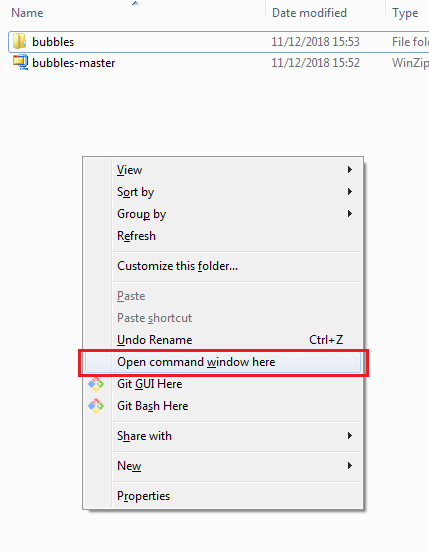 Name Date modified Type
bubbles 11/12/2018 15:53 File fol
bubbles-master 11/12/2018 15:52 WinZip
View
Sort by
Group by
Refresh
Customize this folder...
Paste
Paste shortcut
Undo Rename Ctrl+Z
Open command window here
Git GUI Here
Git Bash Here
Share with
New
Properties